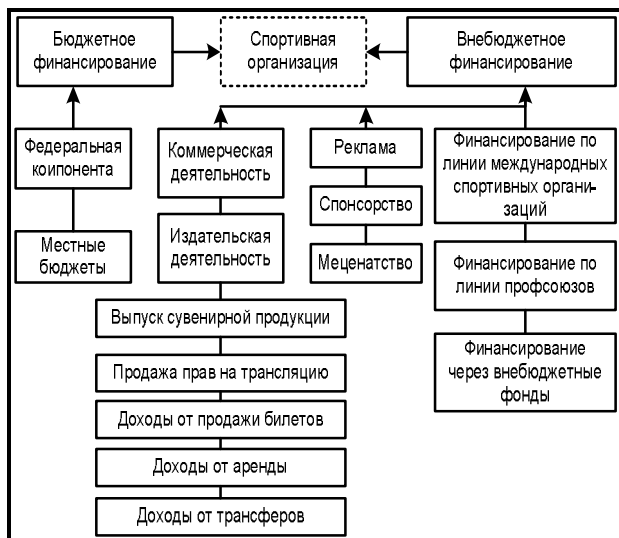 Бюджетное
финансирование
Спортивная
организация
Внебюджетное
финансирование
Федеральная
коипонента
Местные
бюджеты
Коммерческая
деятельность
Издательская
деятельность
Выпуск сувенирной продукции
Продажа прав на трансляцию
Доходы от продажи билетов
Доходы от аренды
Доходы от трансферов
Реклама
Спонсорство
Меценатство
Финансирование по
линии международных
спортивных органи-
заций
Финансирование по
линии профсоюзов
Финансирование
через внебюджетные
фонды